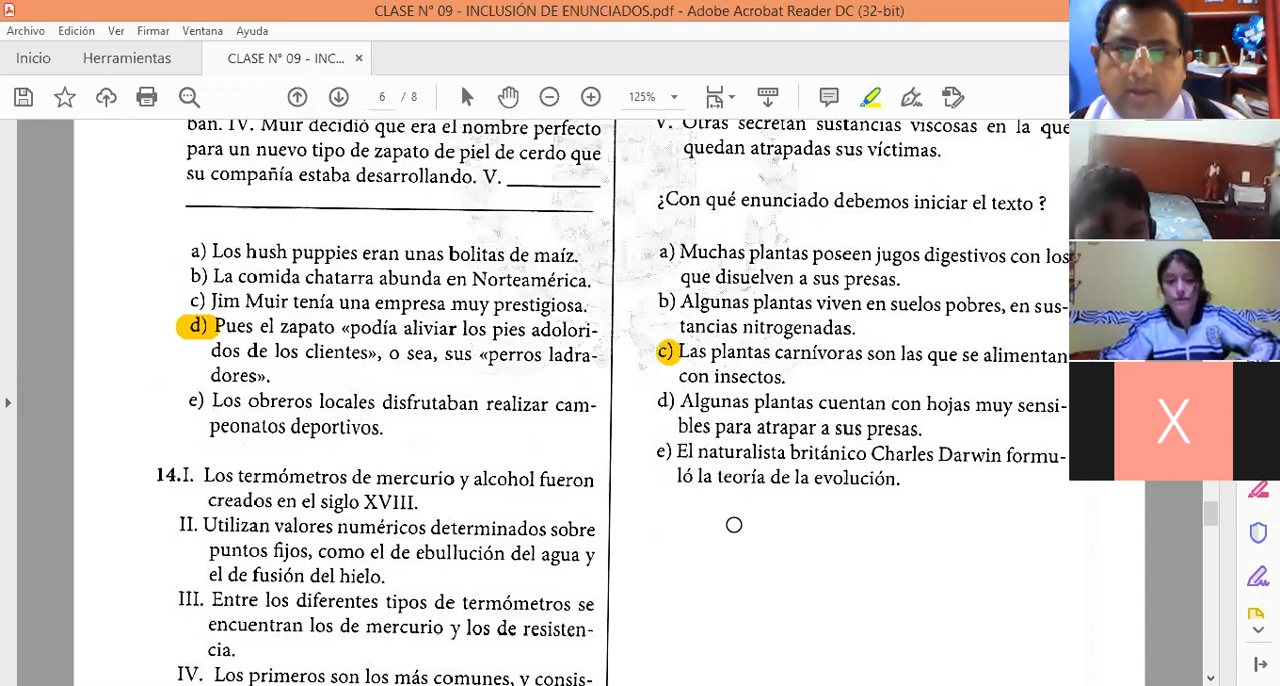 CLASE N° 09 - INCLUSIÓN DE ENUNCIADOS.pdf - Adobe Acrobat Reader DC (32-bit)
Archivo Edición Ver Firmar Ventana Ayuda
Inicio Herramientas CLASE N° 09 - INC... ×
6 / 8 125%
ban. IV. Muir decidió que era el nombre perfecto
para un nuevo tipo de zapato de piel de cerdo que
su compañía estaba desarrollando. V. ________
a) Los hush puppies eran unas bolitas de maíz.
b) La comida chatarra abunda en Norteamérica.
c) Jim Muir tenía una empresa muy prestigiosa.
d) Pues el zapato «podía aliviar los pies adolori-
dos de los clientes», o sea, sus «perros ladra-
dores».
e) Los obreros locales disfrutaban realizar cam-
peonatos deportivos.
14.I. Los termómetros de mercurio y alcohol fueron
creados en el siglo XVIII.
II. Utilizan valores numéricos determinados sobre
puntos fijos, como el de ebullución del agua y
el de fusión del hielo.
III. Entre los diferentes tipos de termómetros se
encuentran los de mercurio y los de resisten-
cia.
IV. Los primeros son los más comunes, y consis-
V. Otras secretan sustancias viscosas en la que
quedan atrapadas sus víctimas.
¿Con qué enunciado debemos iniciar el texto ?
a) Muchas plantas poseen jugos digestivos con los
que disuelven a sus presas.
b) Algunas plantas viven en suelos pobres, en sus-
tancias nitrogenadas.
c) Las plantas carnívoras son las que se alimentan
con insectos.
d) Algunas plantas cuentan con hojas muy sensi-
bles para atrapar a sus presas.
e) El naturalista británico Charles Darwin formu-
ló la teoría de la evolución.
X